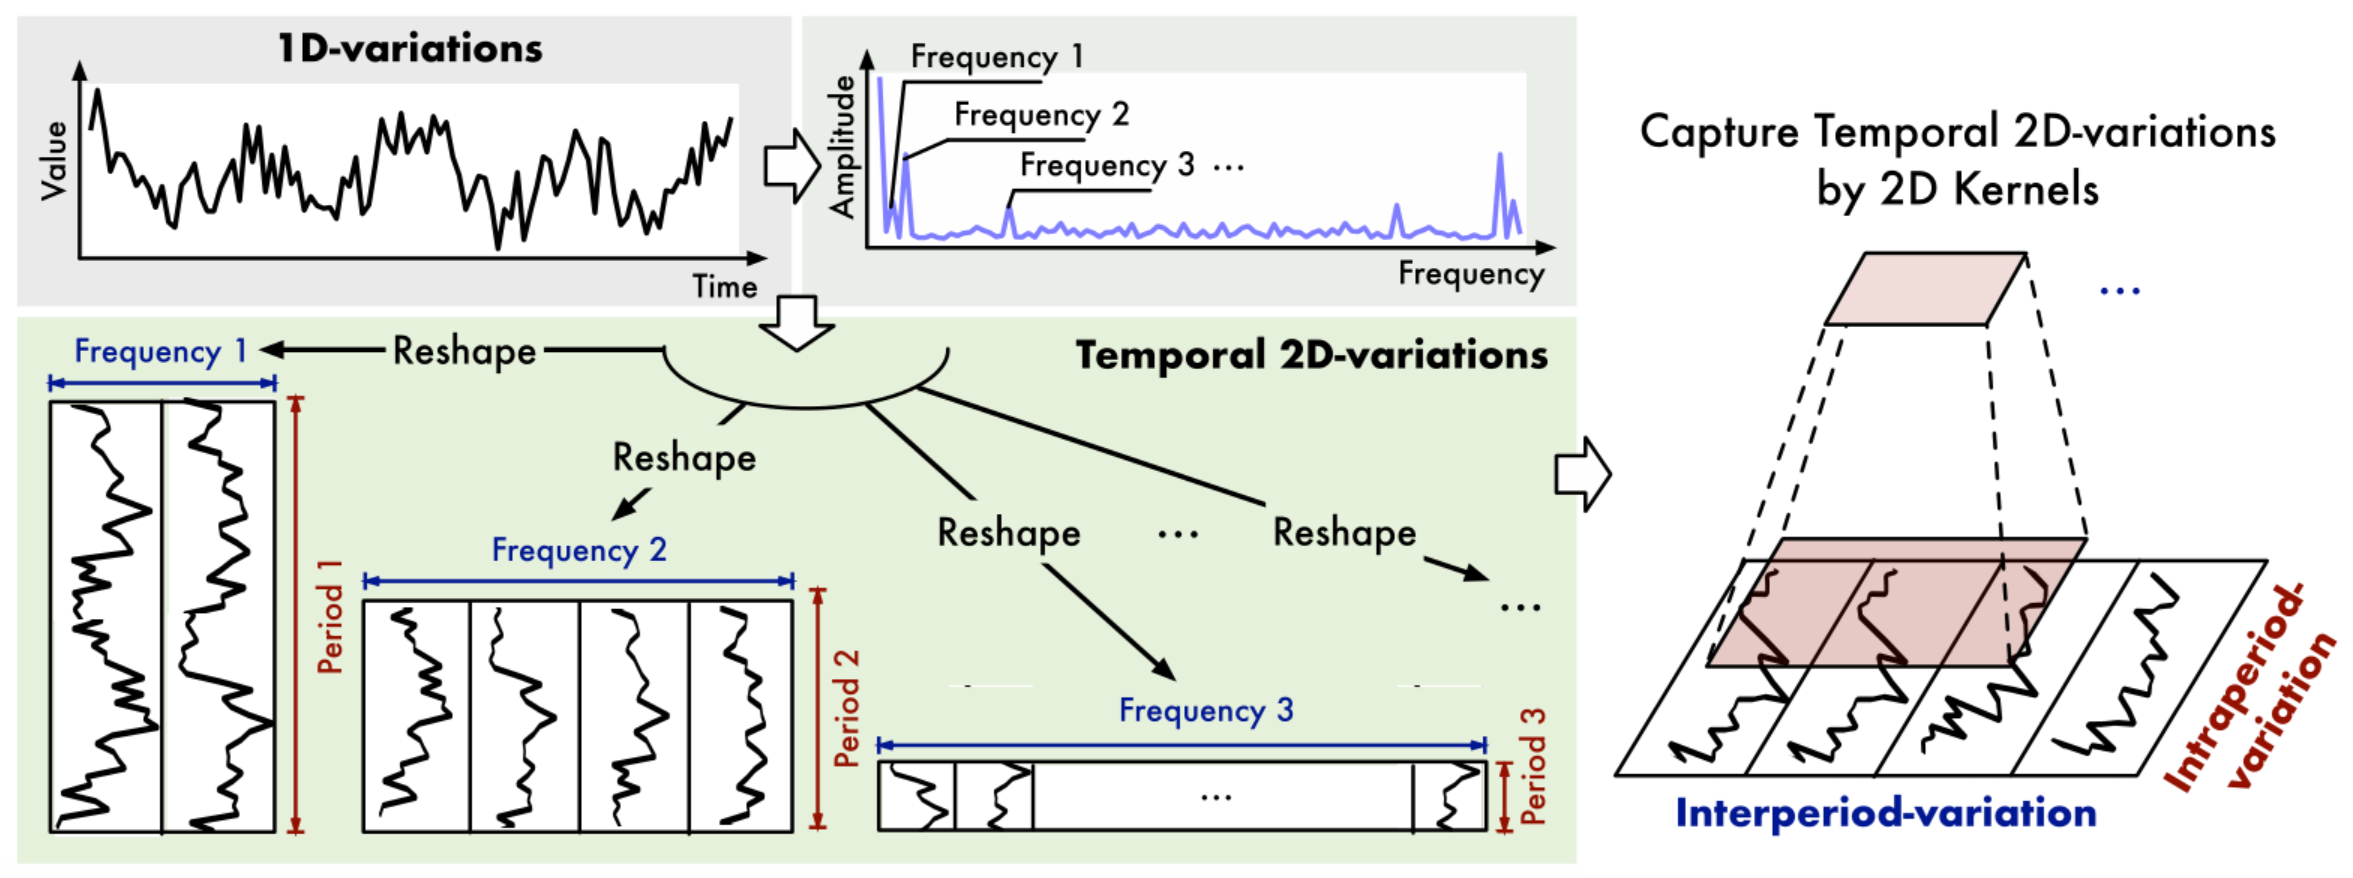 1D-variations
Value
Time
Amplitude
Frequency 1
Frequency 2
Frequency 3 ...
Frequency
Temporal 2D-variations
Reshape
Frequency 1
Period 1
Reshape
Frequency 2
Period 2
Reshape
...
Reshape
...
Frequency 3
...
Period 3
Capture Temporal 2D-variations
by 2D Kernels
...
Interperiod-variation
Intraperiod-
variation